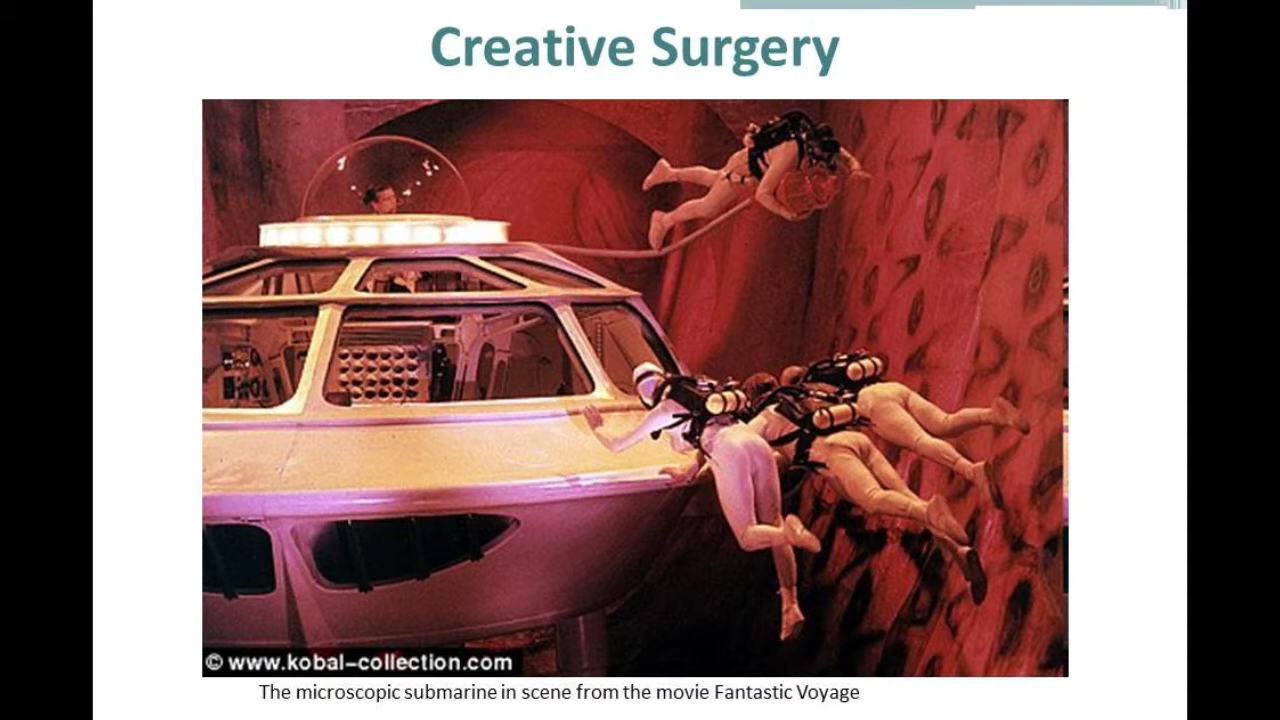 Creative Surgery
© www.kobal-collection.com
The microscopic submarine in scene from the movie Fantastic Voyage